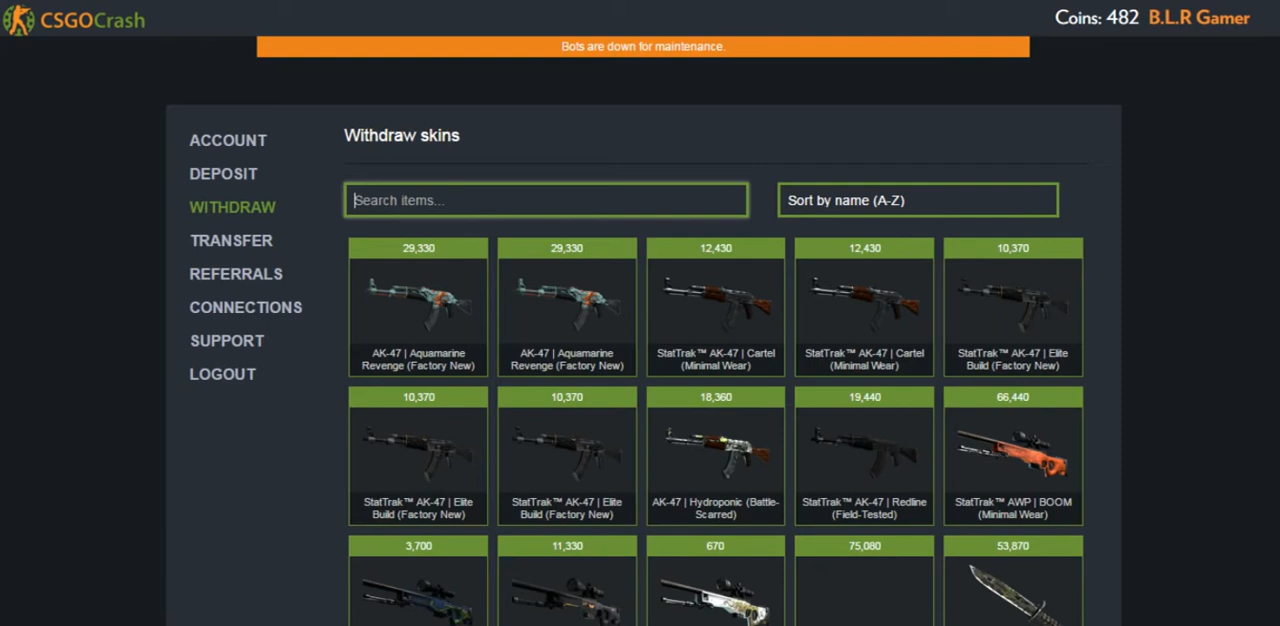 CSGOCrash
Coins: 482 B.L.R Gamer
Bots are down for maintenance.
ACCOUNT
DEPOSIT
WITHDRAW
TRANSFER
REFERRALS
CONNECTIONS
SUPPORT
LOGOUT
Withdraw skins
Search items...
Sort by name (A-Z)
29,330
AK-47 | Aquamarine
Revenge (Factory New)
29,330
AK-47 | Aquamarine
Revenge (Factory New)
12,430
StatTrak™ AK-47 | Cartel
(Minimal Wear)
12,430
StatTrak™ AK-47 | Cartel
(Minimal Wear)
10,370
StatTrak™ AK-47 | Elite
Build (Factory New)
10,370
StatTrak™ AK-47 | Elite
Build (Factory New)
10,370
StatTrak™ AK-47 | Elite
Build (Factory New)
18,360
AK-47 | Hydroponic (Battle-
Scarred)
19,440
StatTrak™ AK-47 | Redline
(Field-Tested)
66,440
StatTrak™ AWP | BOOM
(Minimal Wear)
3,700
11,330
670
75,080
53,870